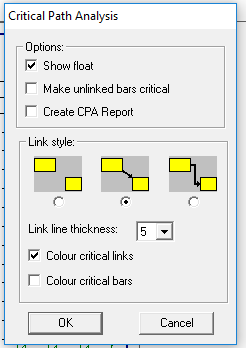 Critical Path Analysis
Options:
Show float
Make unlinked bars critical
Create CPA Report
Link style:
Link line thickness: 5
Colour critical links
Colour critical bars
OK Cancel